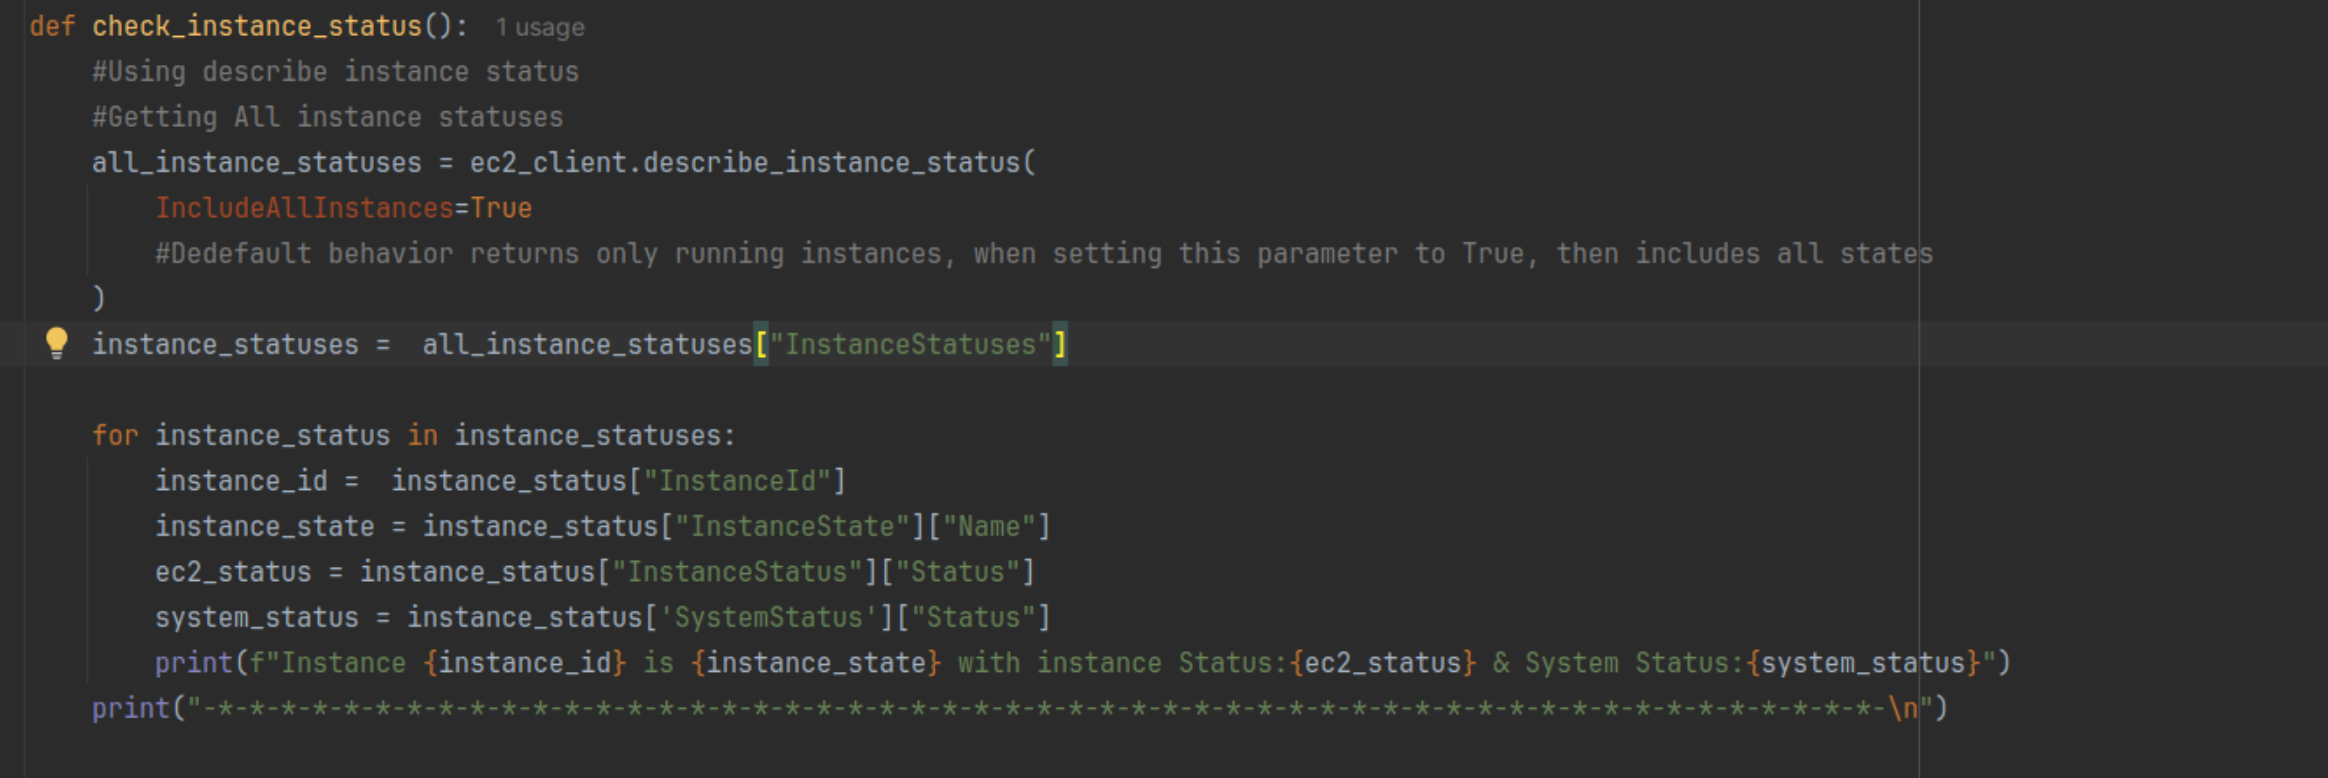 def check_instance_status():  1 usage
    #Using describe instance status
    #Getting All instance statuses
    all_instance_statuses = ec2_client.describe_instance_status(
        IncludeAllInstances=True
        #Dedefault behavior returns only running instances, when setting this parameter to True, then includes all states
    )
    instance_statuses =  all_instance_statuses["InstanceStatuses"]

    for instance_status in instance_statuses:
        instance_id =  instance_status["InstanceId"]
        instance_state = instance_status["InstanceState"]["Name"]
        ec2_status = instance_status["InstanceStatus"]["Status"]
        system_status = instance_status['SystemStatus']["Status"]
        print(f"Instance {instance_id} is {instance_state} with instance Status:{ec2_status} & System Status:{system_status}")
    print("-*-*-*-*-*-*-*-*-*-*-*-*-*-*-*-*-*-*-*-*-*-*-*-*-*-*-*-*-*-*-*-*-*-*-*-*-*-*-*-*-*-*-*-*-*-*-*-*-*-*-*-*-*-\n")